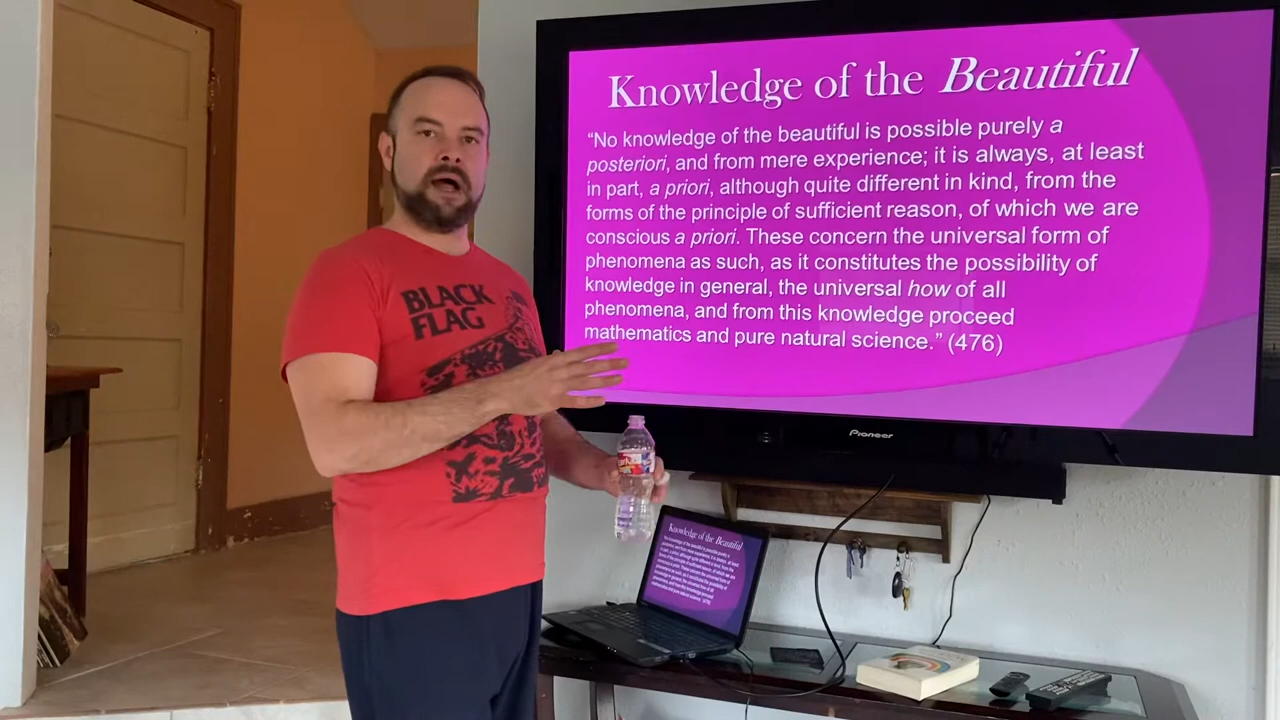 Knowledge of the Beautiful
“No knowledge of the beautiful is possible purely a
posteriori, and from mere experience; it is always, at least
in part, a priori, although quite different in kind, from the
forms of the principle of sufficient reason, of which we are
conscious a priori. These concern the universal form of
phenomena as such, as it constitutes the possibility of
knowledge in general, the universal how of all
phenomena, and from this knowledge proceed
mathematics and pure natural science.” (476)
BLACK
FLAG
Pioneer
Knowledge of the Beautiful